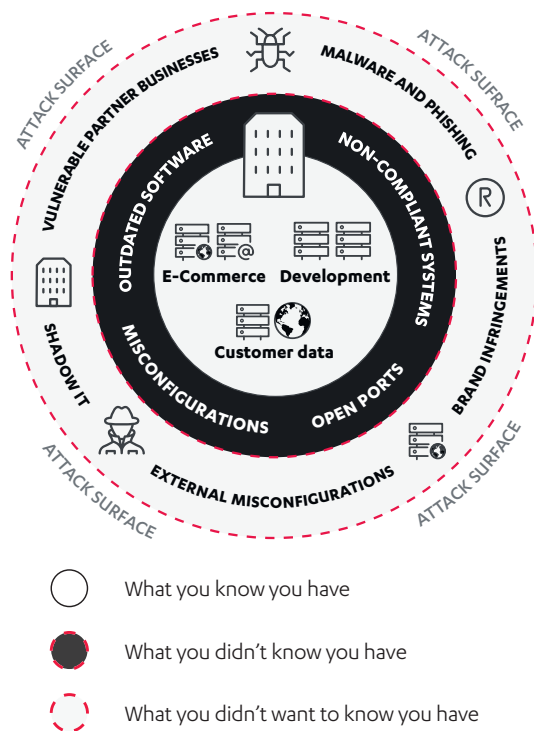 ATTACK SURFACE
ATTACK SUFRACE
VULNERABLE PARTNER BUSINESSES
MALWARE AND PHISHING
OUTDATED SOFTWARE
NON-COMPLIANT SYSTEMS
R
@
E-Commerce
Development
Customer data
SHADOW IT
MISCONFIGURATIONS
OPEN PORTS
BRAND INFRINGEMENTS
EXTERNAL MISCONFIGURATIONS
ATTACK SURFACE
ATTACK SURFACE
What you know you have
What you didn't know you have
What you didn't want to know you have